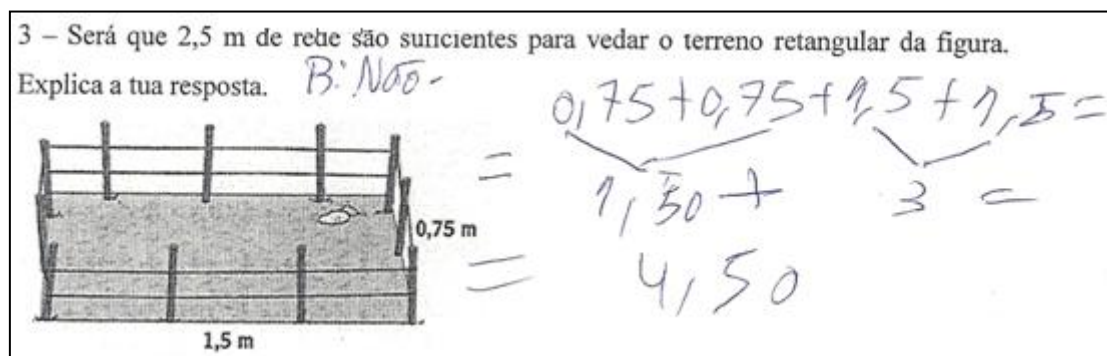 3 – Será que 2,5 m de rede são suficientes para vedar o terreno retangular da figura.
Explica a tua resposta. R: Não.
0,75+0,75+1,5+1,5=
= 1,50 + 3 =
= 4,50
0,75 m
1,5 m